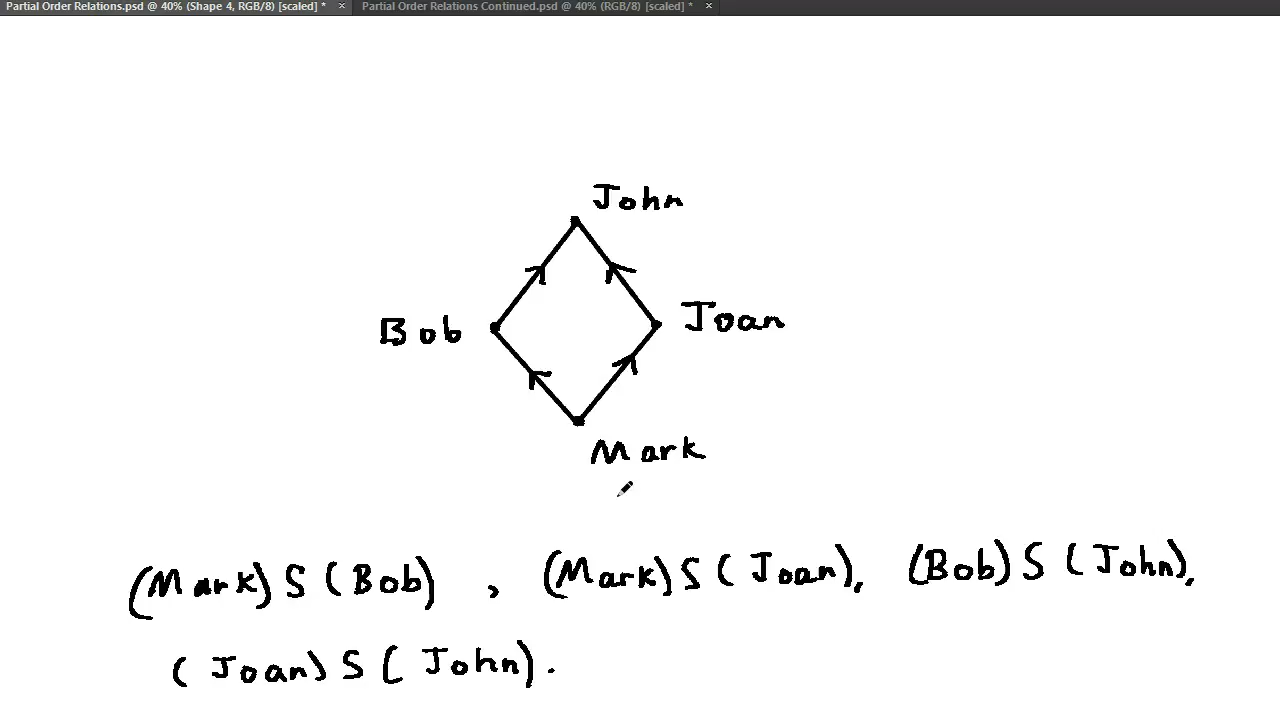 Partial Order Relations.psd @ 40% (Shape 4, RGB/8) [scaled] * × Partial Order Relations Continued.psd @ 40% (RGB/8) [scaled] * ×
John
Bob Joan
Mark
(Mark) S (Bob) , (Mark) S (Joan), (Bob) S (John),
(Joan) S (John).